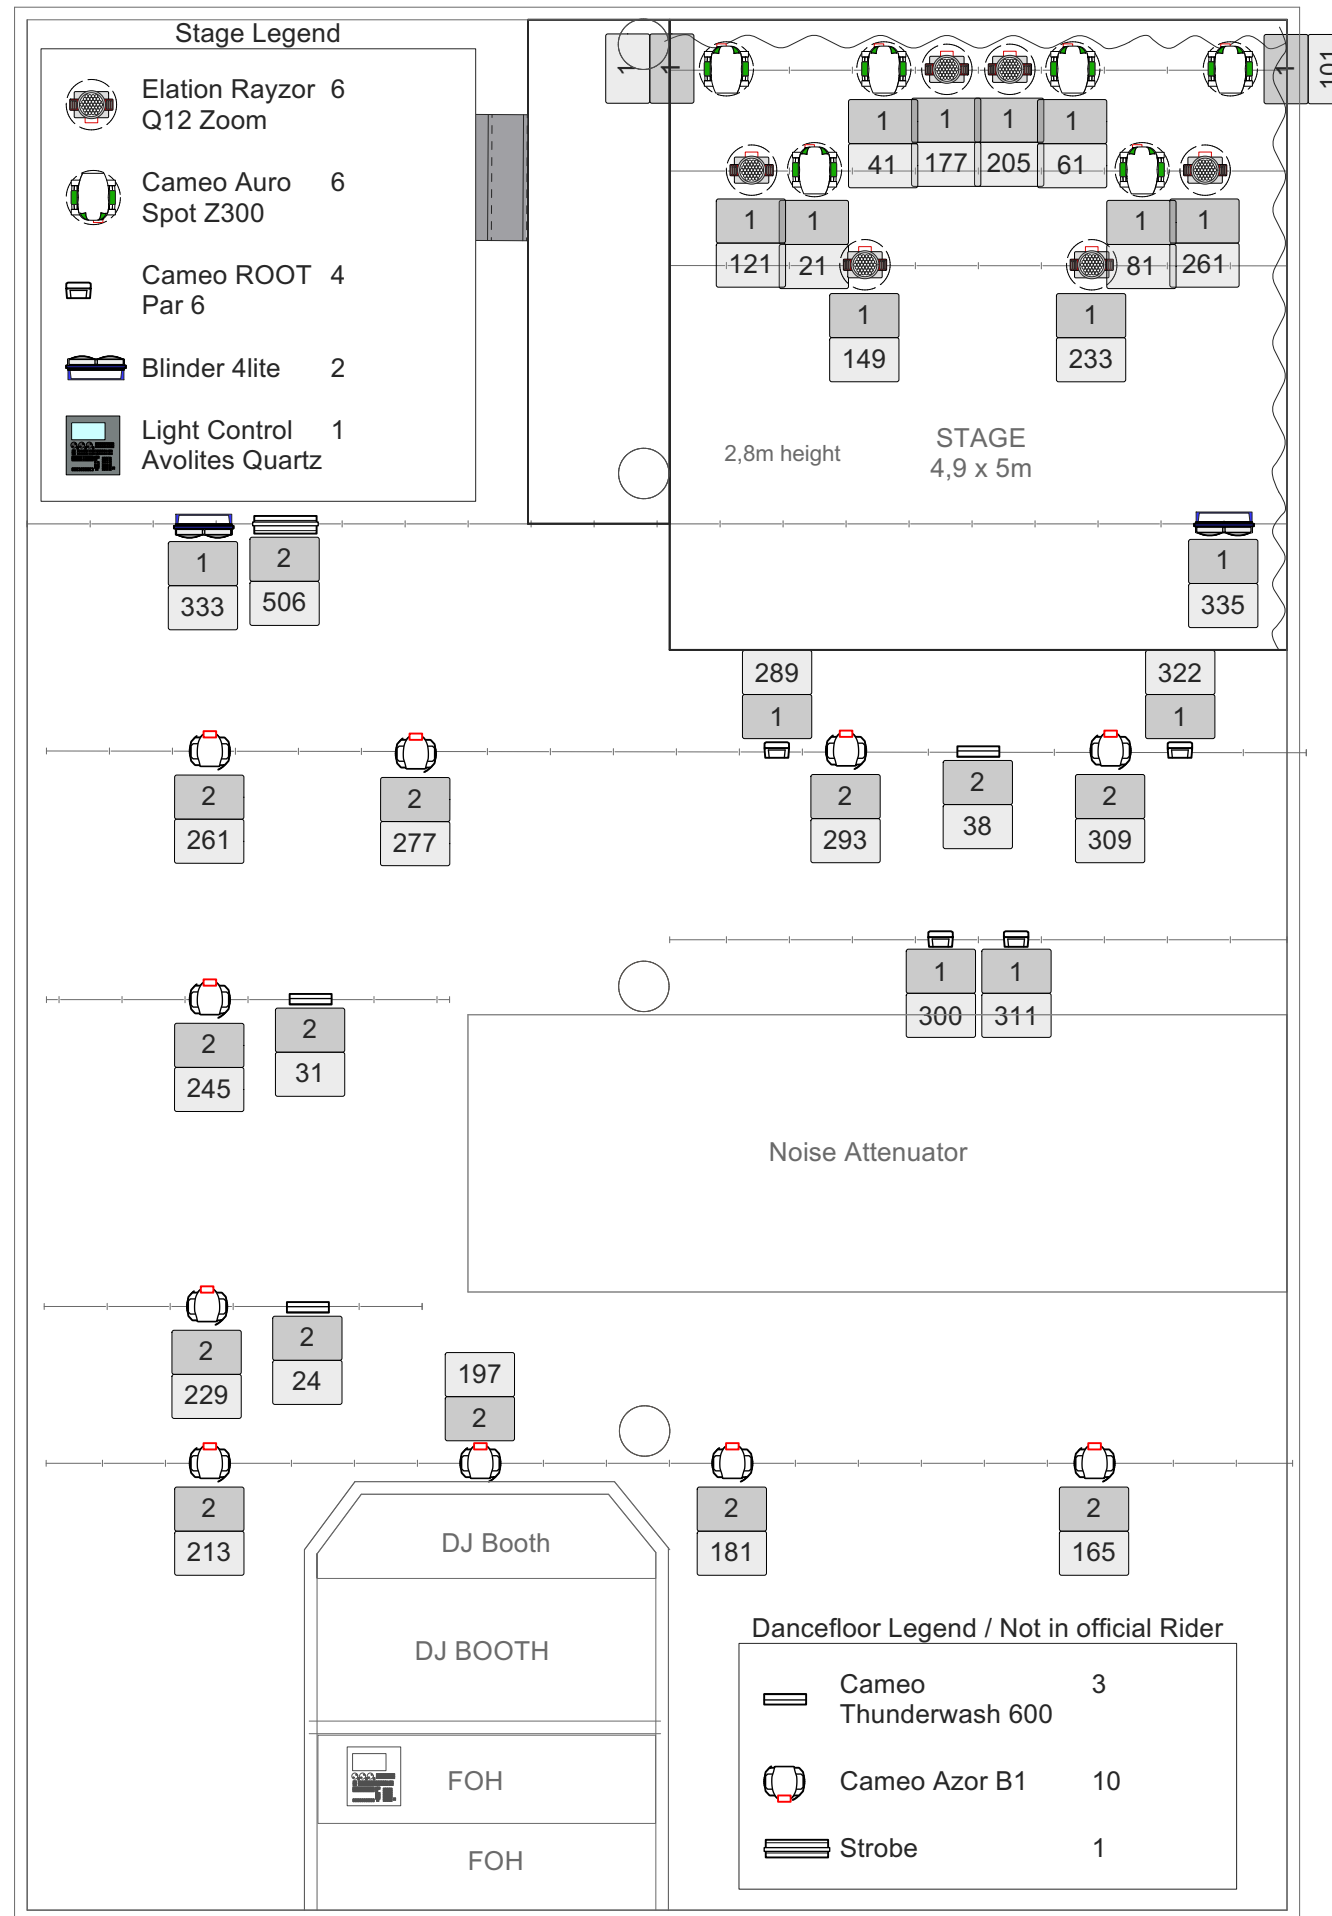 Stage Legend
Elation Rayzor 6
Q12 Zoom
Cameo Auro 6
Spot Z300
Cameo ROOT 4
Par 6
Blinder 4lite 2
Light Control 1
Avolites Quartz
1
1
1
101
1 1 1 1
41 177 205 61
1 1 1 1
121 21 81 261
1 1
149 233
2,8m height
STAGE
4,9 x 5m
1 2 1
333 506 335
289 322
1 1
2 2 2 2 2
261 277 293 38 309
1 1
300 311
2 2
245 31
Noise Attenuator
2 2
229 24
197
2
2 2 2
213 181 165
DJ Booth
DJ BOOTH
FOH
FOH
Dancefloor Legend / Not in official Rider
Cameo 3
Thunderwash 600
Cameo Azor B1 10
Strobe 1